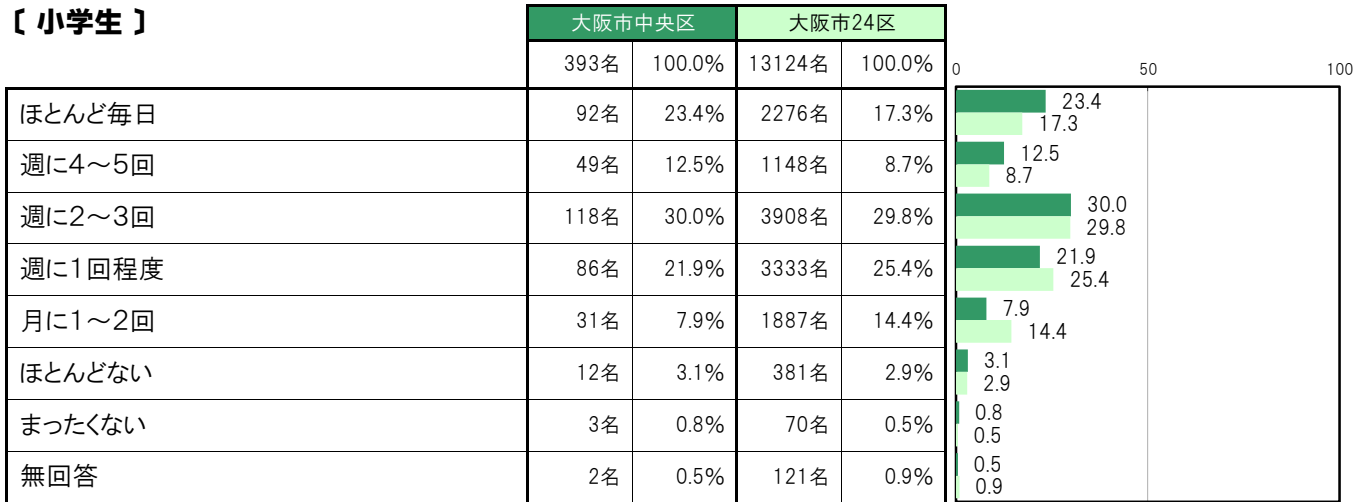 〔 小学生 〕
大阪市中央区 大阪市24区
393名 100.0% 13124名 100.0%
0 50 100
ほとんど毎日 92名 23.4% 2276名 17.3%
23.4
17.3
週に4～5回 49名 12.5% 1148名 8.7%
12.5
8.7
週に2～3回 118名 30.0% 3908名 29.8%
30.0
29.8
週に1回程度 86名 21.9% 3333名 25.4%
21.9
25.4
月に1～2回 31名 7.9% 1887名 14.4%
7.9
14.4
ほとんどない 12名 3.1% 381名 2.9%
3.1
2.9
まったくない 3名 0.8% 70名 0.5%
0.8
0.5
無回答 2名 0.5% 121名 0.9%
0.5
0.9